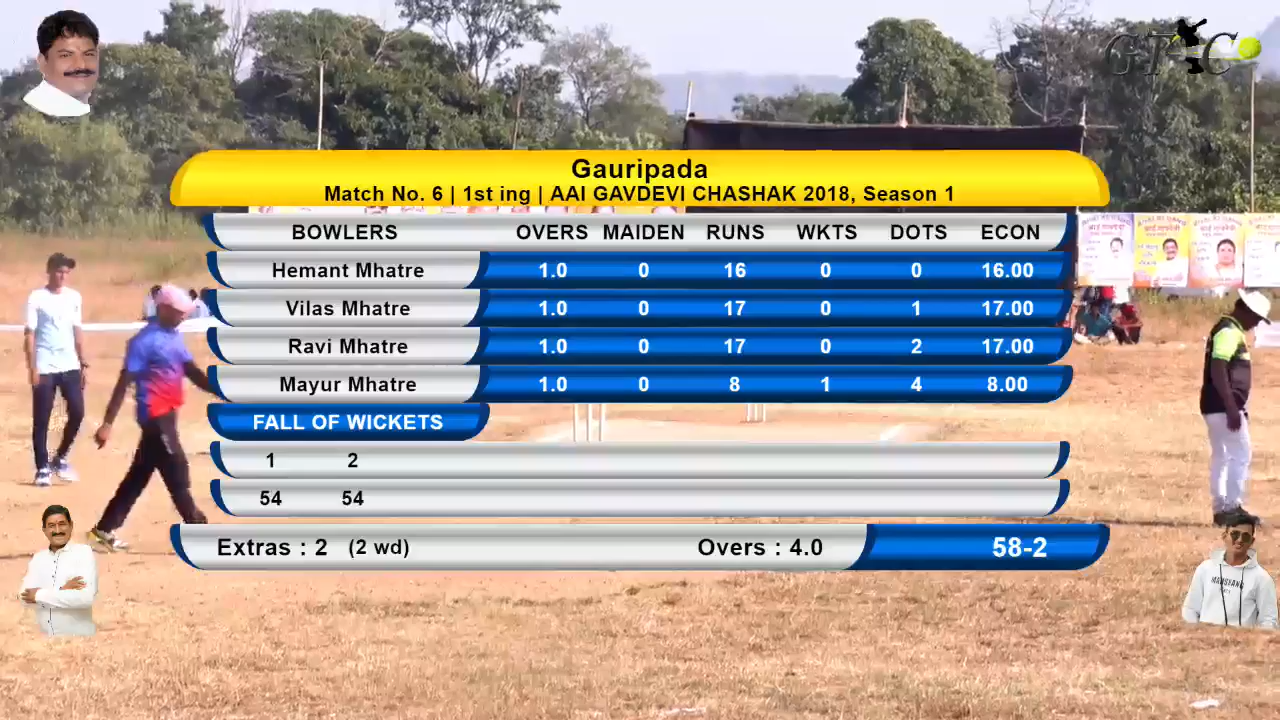 GTCC
Gauripada
Match No. 6 | 1st ing | AAI GAVDEVI CHASHAK 2018, Season 1
BOWLERS OVERS MAIDEN RUNS WKTS DOTS ECON
Hemant Mhatre 1.0 0 16 0 0 16.00
Vilas Mhatre 1.0 0 17 0 1 17.00
Ravi Mhatre 1.0 0 17 0 2 17.00
Mayur Mhatre 1.0 0 8 1 4 8.00
FALL OF WICKETS
1 2
54 54
Extras : 2 (2 wd) Overs : 4.0 58-2